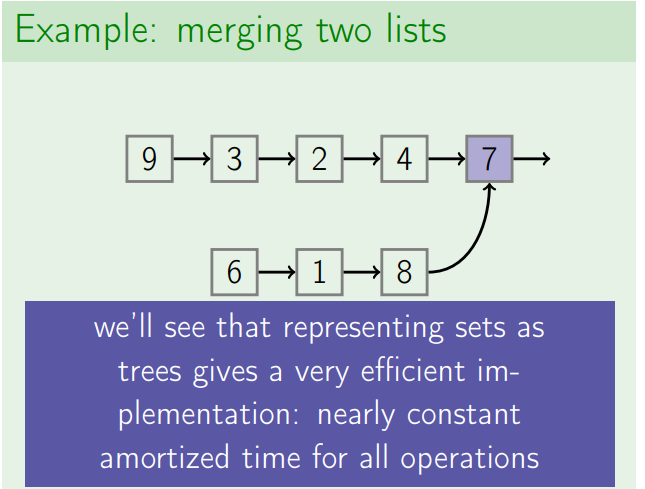 Example: merging two lists
9 3 2 4 7
6 1 8
we'll see that representing sets as
trees gives a very efficient im-
plementation: nearly constant
amortized time for all operations